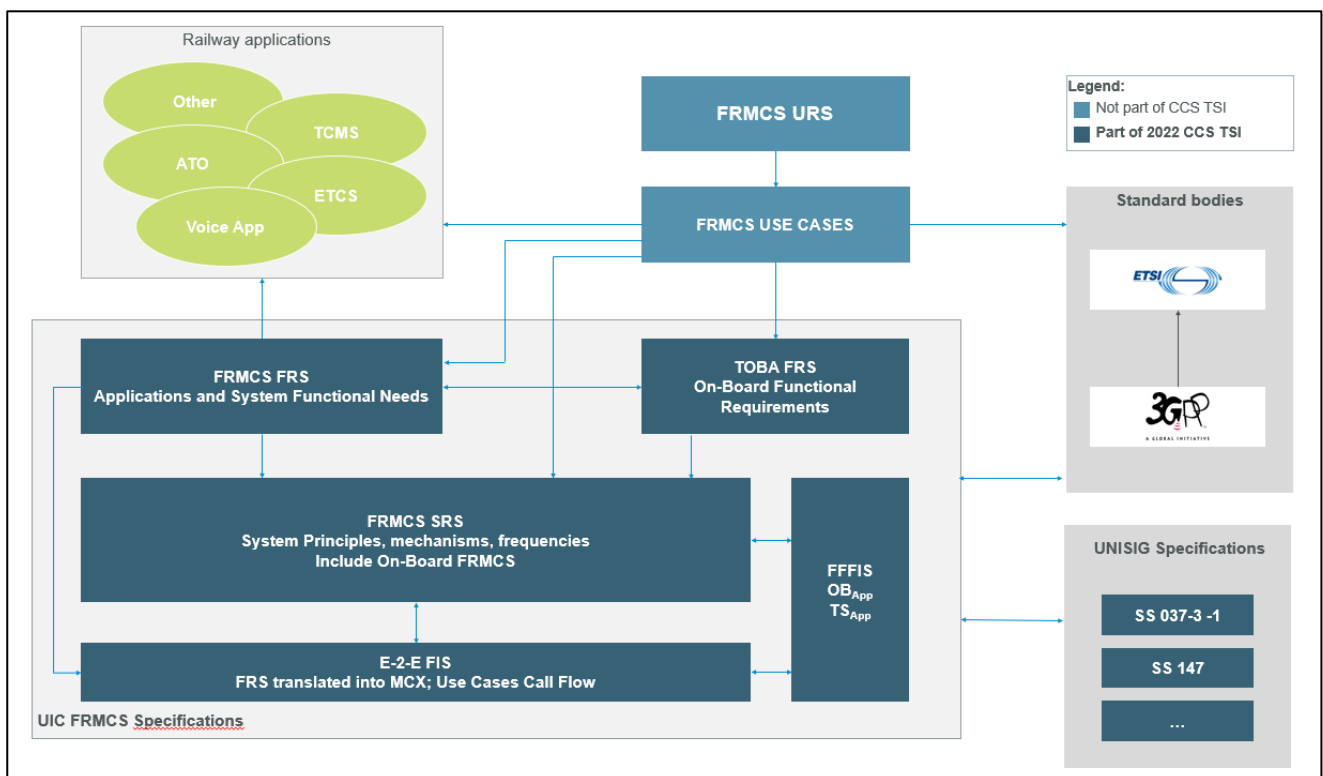 Railway applications
Other
TCMS
ATO
ETCS
Voice App
FRMCS URS
FRMCS USE CASES
Legend:
Not part of CCS TSI
Part of 2022 CCS TSI
Standard bodies
ETSI
3GPP
A GLOBAL INITIATIVE
FRMCS FRS
Applications and System Functional Needs
TOBA FRS
On-Board Functional
Requirements
FRMCS SRS
System Principles, mechanisms, frequencies
Include On-Board FRMCS
FFFIS
OBApp
TSApp
E-2-E FIS
FRS translated into MCX; Use Cases Call Flow
UIC FRMCS Specifications
UNISIG Specifications
SS 037-3 -1
SS 147
...